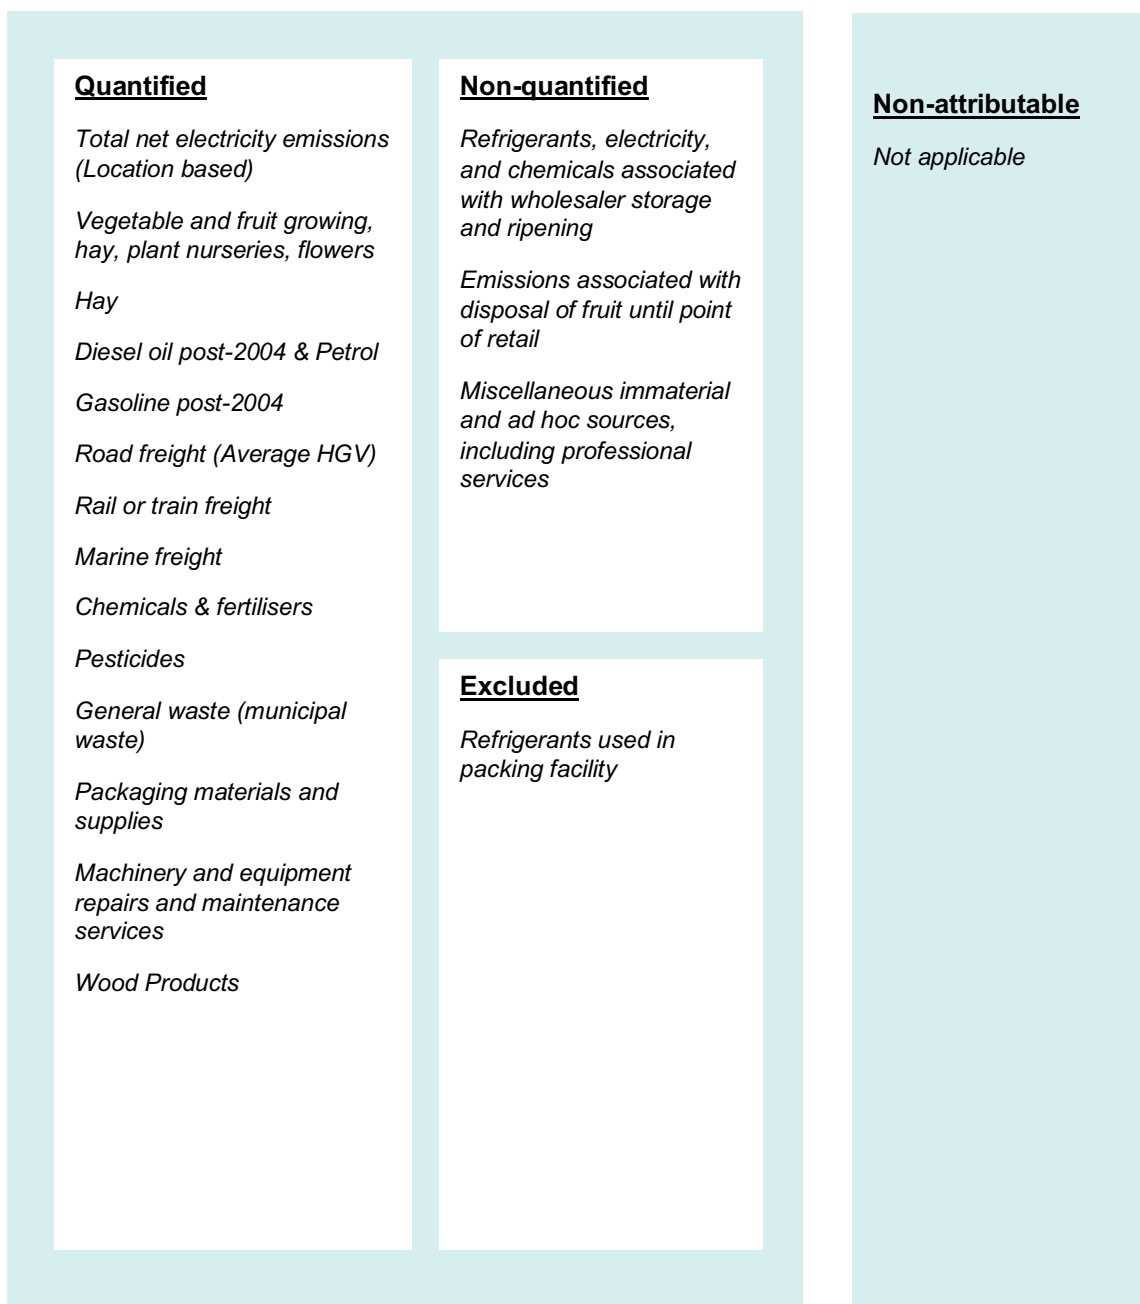 Quantified
Total net electricity emissions
(Location based)
Vegetable and fruit growing,
hay, plant nurseries, flowers
Hay
Diesel oil post-2004 & Petrol
Gasoline post-2004
Road freight (Average HGV)
Rail or train freight
Marine freight
Chemicals & fertilisers
Pesticides
General waste (municipal
waste)
Packaging materials and
supplies
Machinery and equipment
repairs and maintenance
services
Wood Products
Non-quantified
Refrigerants, electricity,
and chemicals associated
with wholesaler storage
and ripening
Emissions associated with
disposal of fruit until point
of retail
Miscellaneous immaterial
and ad hoc sources,
including professional
services
Excluded
Refrigerants used in
packing facility
Non-attributable
Not applicable